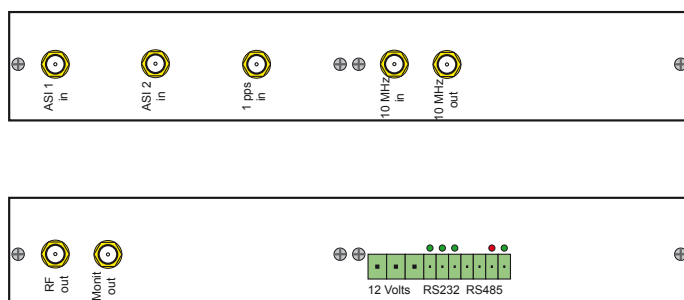 ASI 1
in
ASI 2
in
1 pps
in
10 MHz
in
10 MHz
out
RF
out
Monit
out
12 Volts RS232 RS485